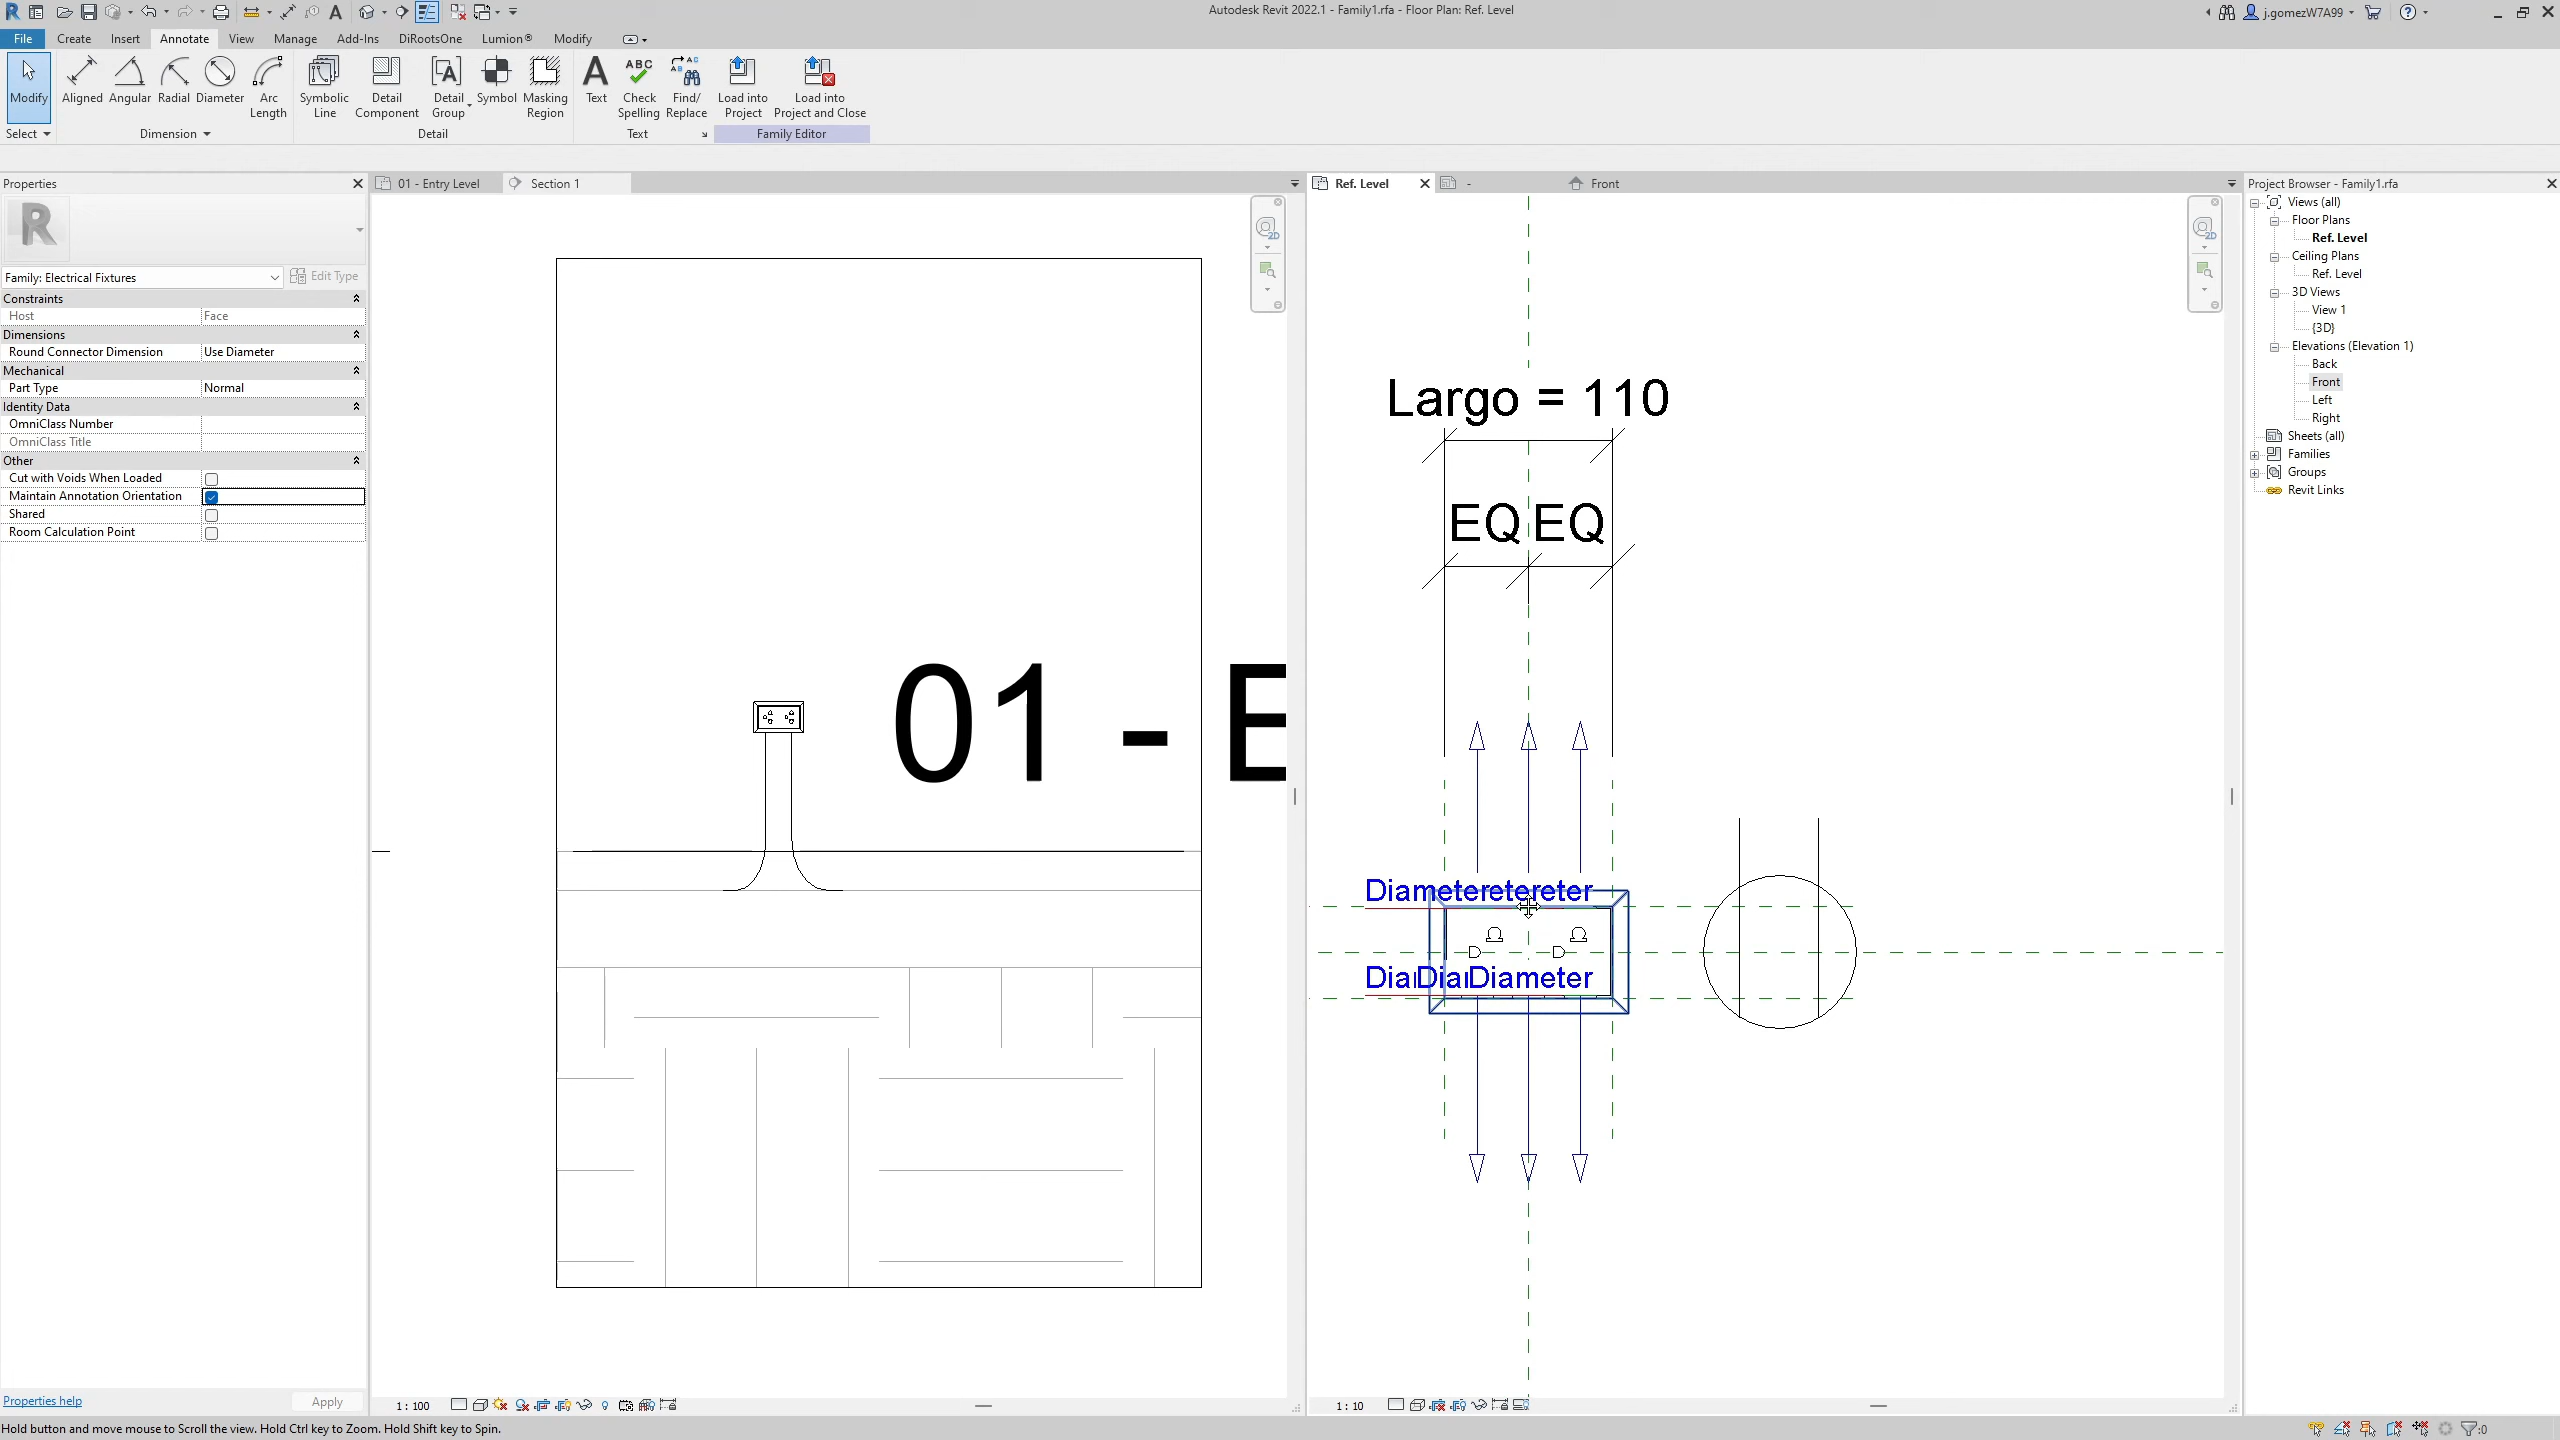 Autodesk Revit 2022.1 - Family1.rfa - Floor Plan: Ref. Level
j.gomezW7A99
File Create Insert Annotate View Manage Add-Ins DiRootsOne Lumion® Modify
Modify Aligned Angular Radial Diameter Arc Length Symbolic Line Detail Component Detail Group Symbol Masking Region Text Check Spelling Find/ Replace Load into Project Load into Project and Close
Select Dimension Detail Text Family Editor
Properties
Family: Electrical Fixtures Edit Type
Constraints
Host Face
Dimensions
Round Connector Dimension Use Diameter
Mechanical
Part Type Normal
Identity Data
OmniClass Number
OmniClass Title
Other
Cut with Voids When Loaded
Maintain Annotation Orientation
Shared
Room Calculation Point
Properties help Apply
01 - Entry Level Section 1
01 - E
1 : 100
Ref. Level - Front
Largo = 110
EQ EQ
Diametereretereter
DiaDiaDiameter
1 : 10
Project Browser - Family1.rfa
Views (all)
Floor Plans
Ref. Level
Ceiling Plans
Ref. Level
3D Views
View 1
{3D}
Elevations (Elevation 1)
Back
Front
Left
Right
Sheets (all)
Families
Groups
Revit Links
Hold button and move mouse to Scroll the view. Hold Ctrl key to Zoom. Hold Shift key to Spin.
:0